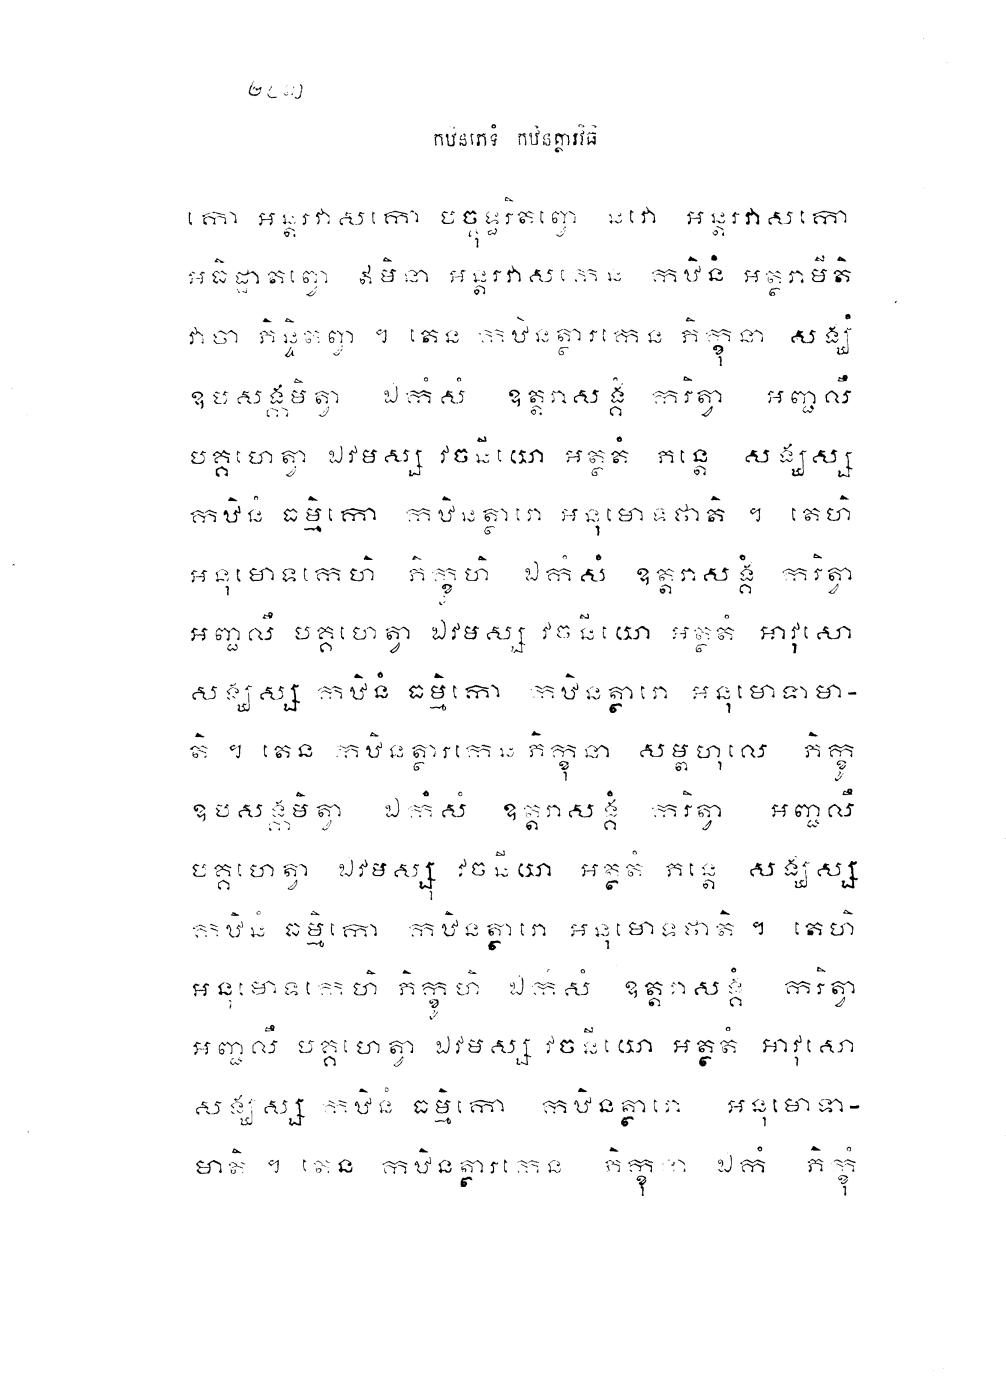 កឋិនភេទំ កឋិនត្ថារវិធី
កោ អន្តរវាសកោ បច្ចុទ្ធរិតព្វោ នវោ អន្តរវាសកោ
អធិដ្ឋាតព្វោ ឥមិនា អន្តរវាសកេន កឋិនំ អត្ថរាមីតិ
វាចា ភិន្ទិតព្វា ។ តេន កឋិនត្ថារកេន ភិក្ខុនា សង្ឃំ
ឧបសង្កមិត្វា ឯកំសំ ឧត្តរាសង្គំ ករិត្វា អញ្ជលឹ
បគ្គហេត្វា ឯវមស្ស វចនីយោ អត្ថតំ ភន្តេ សង្ឃស្ស
កឋិនំ ធម្មិកោ កឋិនត្ថារោ អនុមោទថាតិ ។ តេហិ
អនុមោទកេហិ ភិក្ខូហិ ឯកំសំ ឧត្តរាសង្គំ ករិត្វា
អញ្ជលឹ បគ្គហេត្វា ឯវមស្ស វចនីយោ អត្ថតំ អាវុសោ
សង្ឃស្ស កឋិនំ ធម្មិកោ កឋិនត្ថារោ អនុមោទាមា-
តិ ។ តេន កឋិនត្ថារកេន ភិក្ខុនា សម្ពហុលេ ភិក្ខូ
ឧបសង្កមិត្វា ឯកំសំ ឧត្តរាសង្គំ ករិត្វា អញ្ជលឹ
បគ្គហេត្វា ឯវមស្សុ វចនីយា អត្ថតំ ភន្តេ សង្ឃស្ស
កឋិនំ ធម្មិកោ កឋិនត្ថារោ អនុមោទថាតិ ។ តេហិ
អនុមោទកេហិ ភិក្ខូហិ ឯកំសំ ឧត្តរាសង្គំ ករិត្វា
អញ្ជលឹ បគ្គហេត្វា ឯវមស្ស វចនីយោ អត្ថតំ អាវុសោ
សង្ឃស្ស កឋិនំ ធម្មិកោ កឋិនត្ថារោ អនុមោទា-
មាតិ ។ តេន កឋិនត្ថារកេន ភិក្ខុនា ឯកំ ភិក្ខុំ